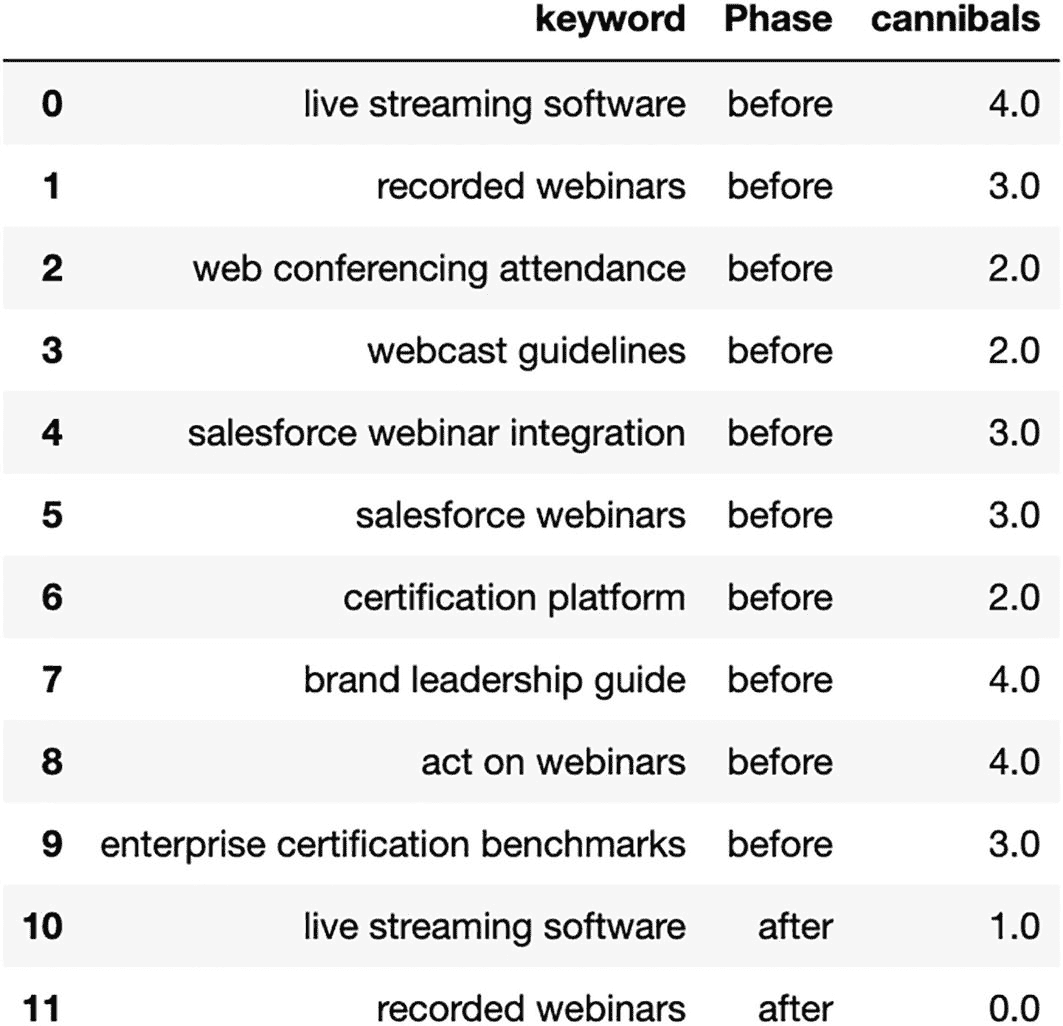 keyword Phase cannibals
0 live streaming software before 4.0
1 recorded webinars before 3.0
2 web conferencing attendance before 2.0
3 webcast guidelines before 2.0
4 salesforce webinar integration before 3.0
5 salesforce webinars before 3.0
6 certification platform before 2.0
7 brand leadership guide before 4.0
8 act on webinars before 4.0
9 enterprise certification benchmarks before 3.0
10 live streaming software after 1.0
11 recorded webinars after 0.0